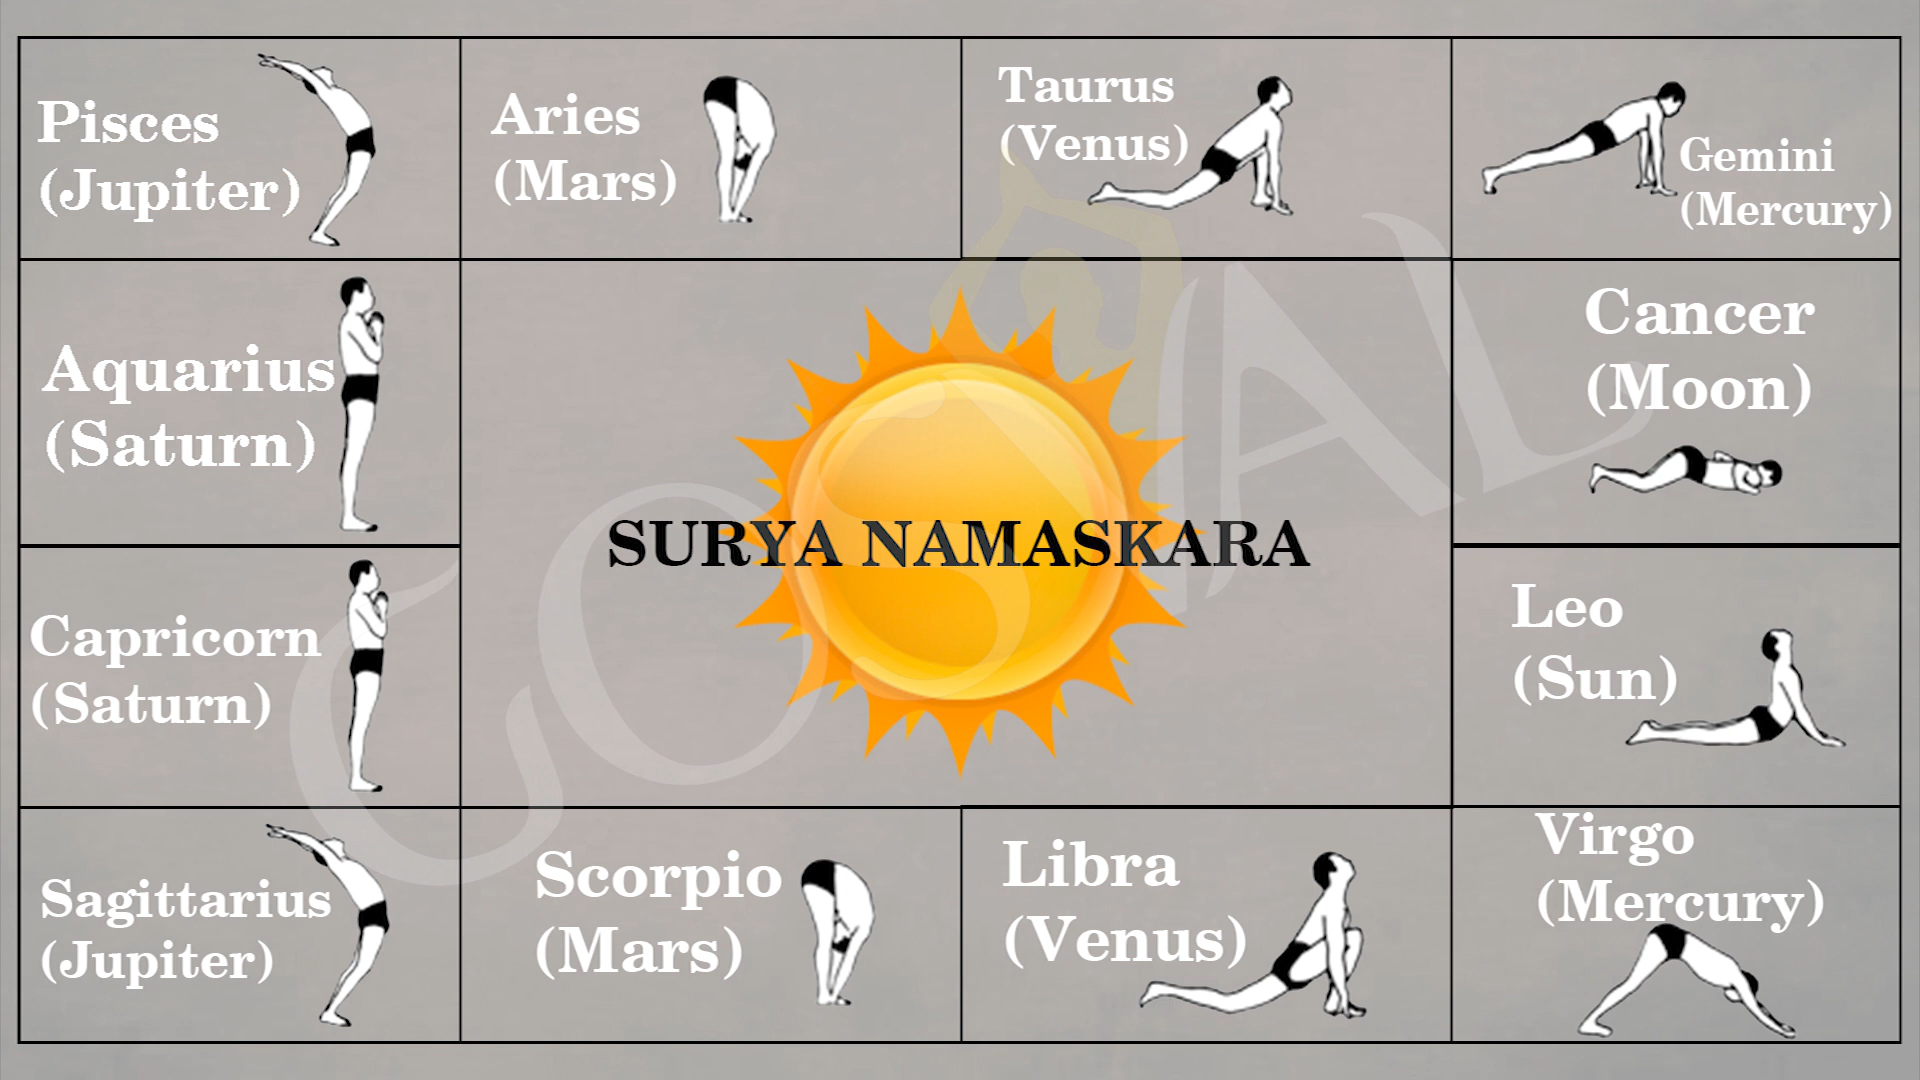 Pisces
(Jupiter)
Aries
(Mars)
Taurus
(Venus)
Gemini
(Mercury)
Aquarius
(Saturn)
Cancer
(Moon)
SURYA NAMASKARA
Capricorn
(Saturn)
Leo
(Sun)
Sagittarius
(Jupiter)
Scorpio
(Mars)
Libra
(Venus)
Virgo
(Mercury)